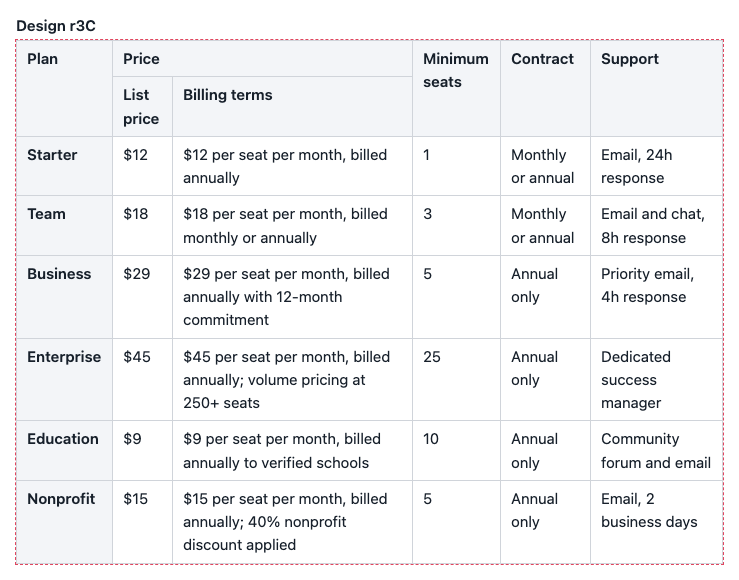 Design r3C
Plan
Price
Minimum
seats
Contract
Support
List
price
Billing terms
Starter
$12
$12 per seat per month, billed
annually
1
Monthly
or annual
Email, 24h
response
Team
$18
$18 per seat per month, billed
monthly or annually
3
Monthly
or annual
Email and chat,
8h response
Business
$29
$29 per seat per month, billed
annually with 12-month
commitment
5
Annual
only
Priority email,
4h response
Enterprise
$45
$45 per seat per month, billed
annually; volume pricing at
250+ seats
25
Annual
only
Dedicated
success
manager
Education
$9
$9 per seat per month, billed
annually to verified schools
10
Annual
only
Community
forum and email
Nonprofit
$15
$15 per seat per month, billed
annually; 40% nonprofit
discount applied
5
Annual
only
Email, 2
business days